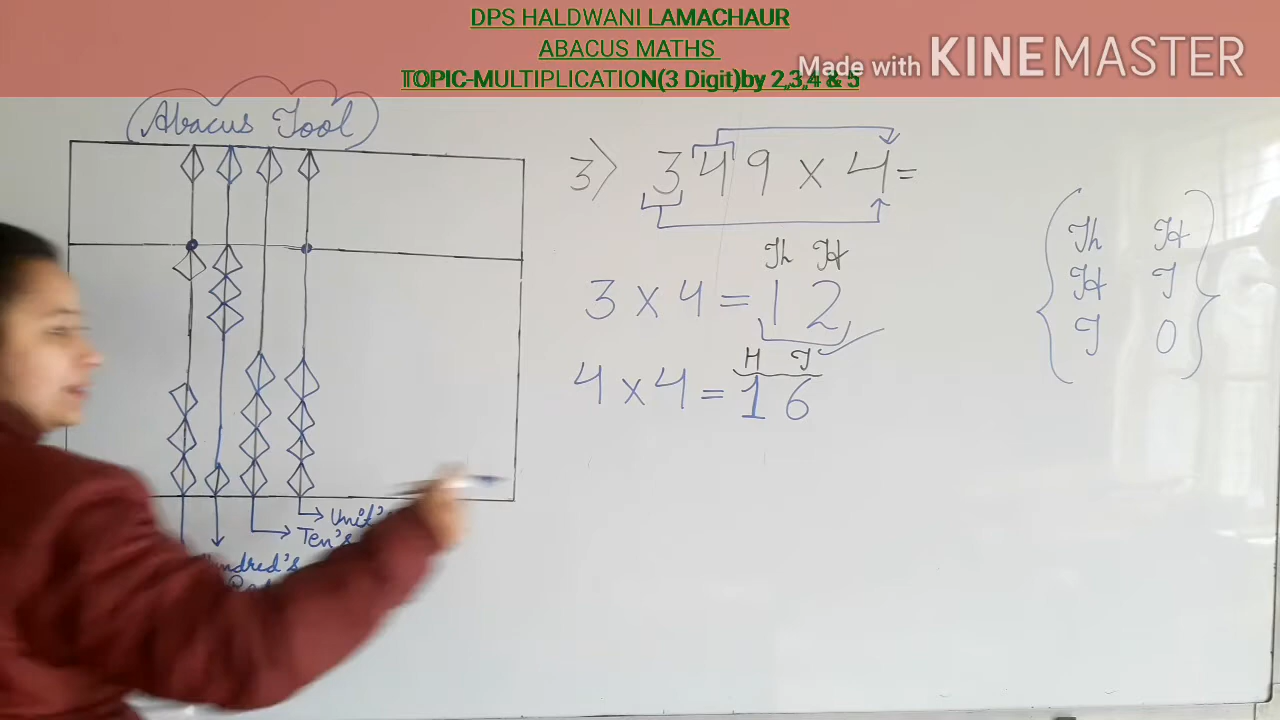 DPS HALDWANI LAMACHAUR
ABACUS MATHS
TOPIC-MULTIPLICATION(3 Digit)by 2,3,4 & 5
Made with KINEMASTER
Abacus Tool
3) 349 x 4 =
Th H
3 x 4 = 12
H T
4 x 4 = 16
Th H
H T
T O
Unit's
Ten's